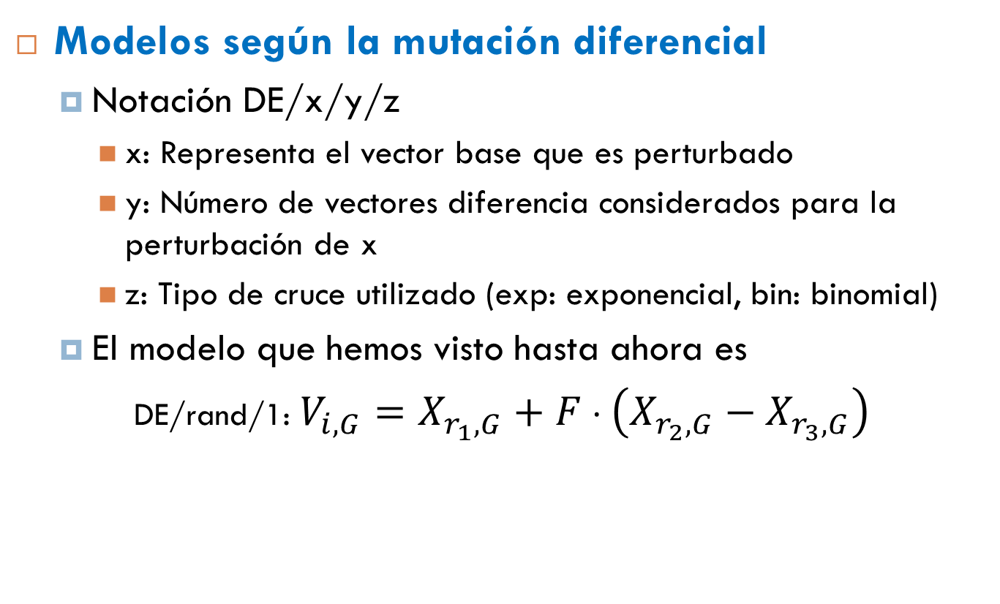 Modelos según la mutación diferencial
Notación DE/x/y/z
x: Representa el vector base que es perturbado
y: Número de vectores diferencia considerados para la
perturbación de x
z: Tipo de cruce utilizado (exp: exponencial, bin: binomial)
El modelo que hemos visto hasta ahora es
DE/rand/1: $V_{i,G} = X_{r_1,G} + F \cdot (X_{r_2,G} - X_{r_3,G})$